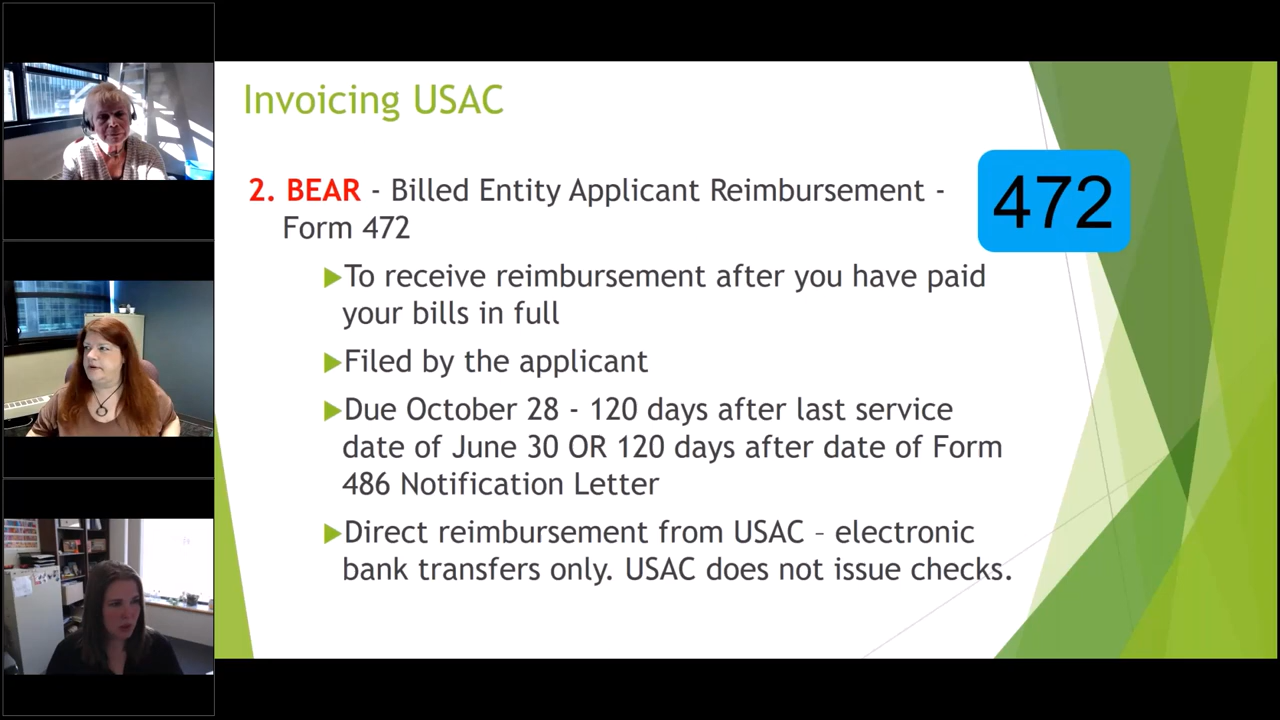 Invoicing USAC
2. BEAR - Billed Entity Applicant Reimbursement -
Form 472
472
To receive reimbursement after you have paid
your bills in full
Filed by the applicant
Due October 28 - 120 days after last service
date of June 30 OR 120 days after date of Form
486 Notification Letter
Direct reimbursement from USAC – electronic
bank transfers only. USAC does not issue checks.